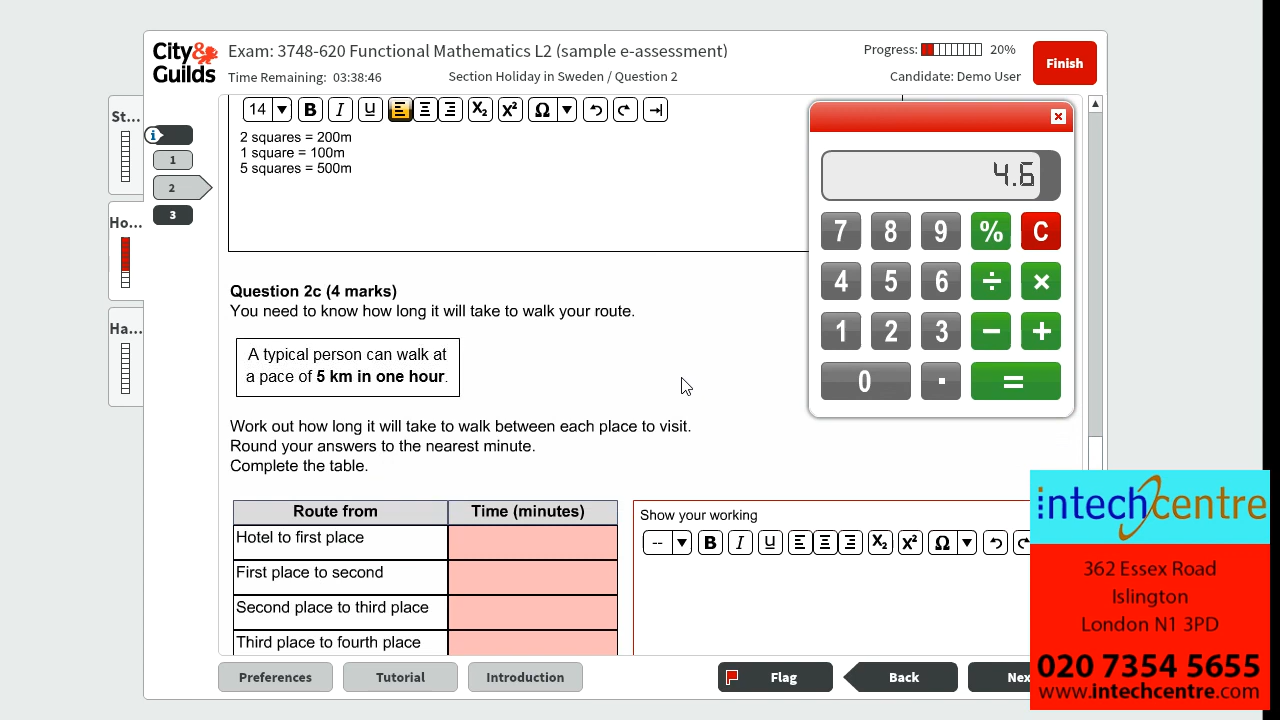 City&
Guilds
Exam: 3748-620 Functional Mathematics L2 (sample e-assessment)
Time Remaining: 03:38:46
Section Holiday in Sweden / Question 2
Progress: 20%
Candidate: Demo User
Finish
St...
i
1
2
3
Ho...
Ha...
14 B I U X₂ X² Ω
2 squares = 200m
1 square = 100m
5 squares = 500m
4.6
7 8 9 % C
4 5 6 ÷ ×
1 2 3 − +
0 . =
Question 2c (4 marks)
You need to know how long it will take to walk your route.
A typical person can walk at
a pace of 5 km in one hour.
Work out how long it will take to walk between each place to visit.
Round your answers to the nearest minute.
Complete the table.
Route from Time (minutes)
Hotel to first place
First place to second
Second place to third place
Third place to fourth place
Show your working
-- B I U X₂ X² Ω
Preferences Tutorial Introduction Flag Back Nex
intechcentre
362 Essex Road
Islington
London N1 3PD
020 7354 5655
www.intechcentre.com